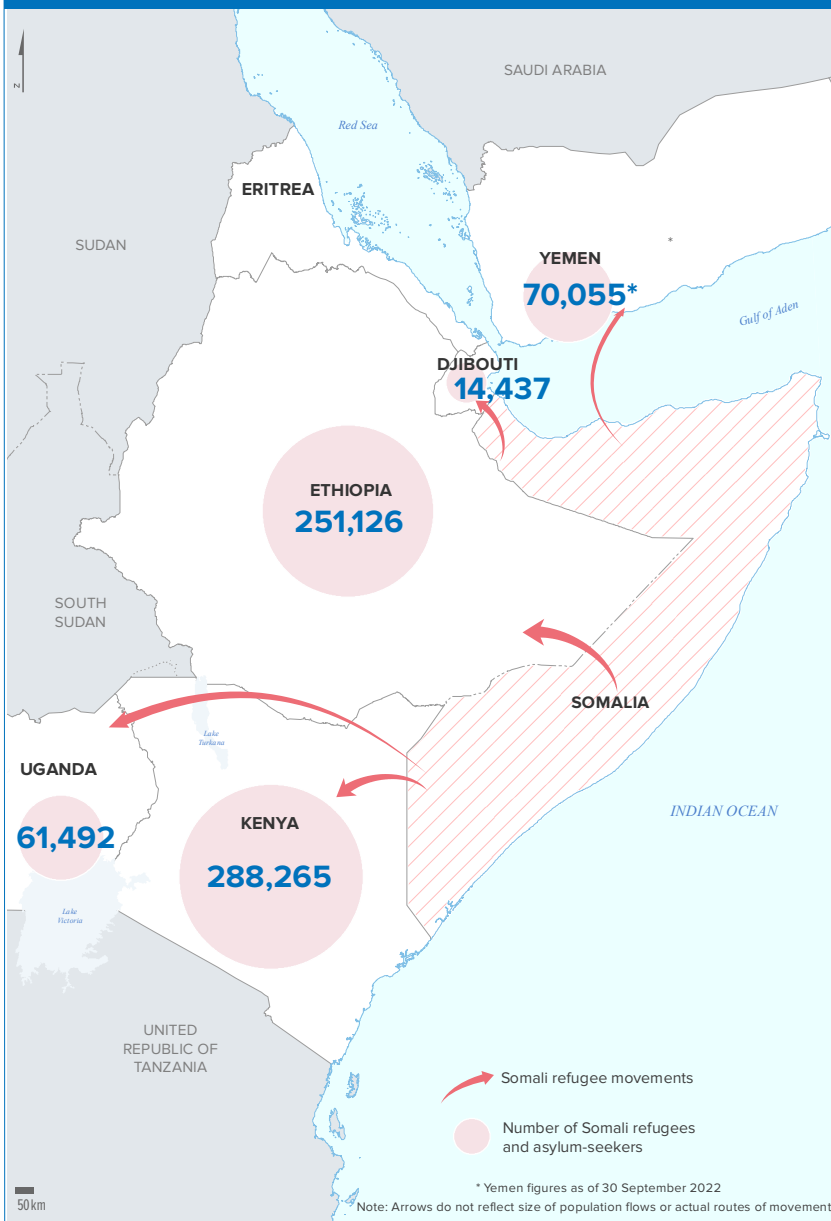 z
SAUDI ARABIA
Red Sea
ERITREA
SUDAN
*
YEMEN
70,055*
Gulf of Aden
DJIBOUTI
14,437
ETHIOPIA
251,126
SOUTH
SUDAN
SOMALIA
Lake
Turkana
UGANDA
61,492
KENYA
288,265
INDIAN OCEAN
Lake
Victoria
UNITED
REPUBLIC OF
TANZANIA
Somali refugee movements
Number of Somali refugees
and asylum-seekers
* Yemen figures as of 30 September 2022
50 km
Note: Arrows do not reflect size of population flows or actual routes of movement